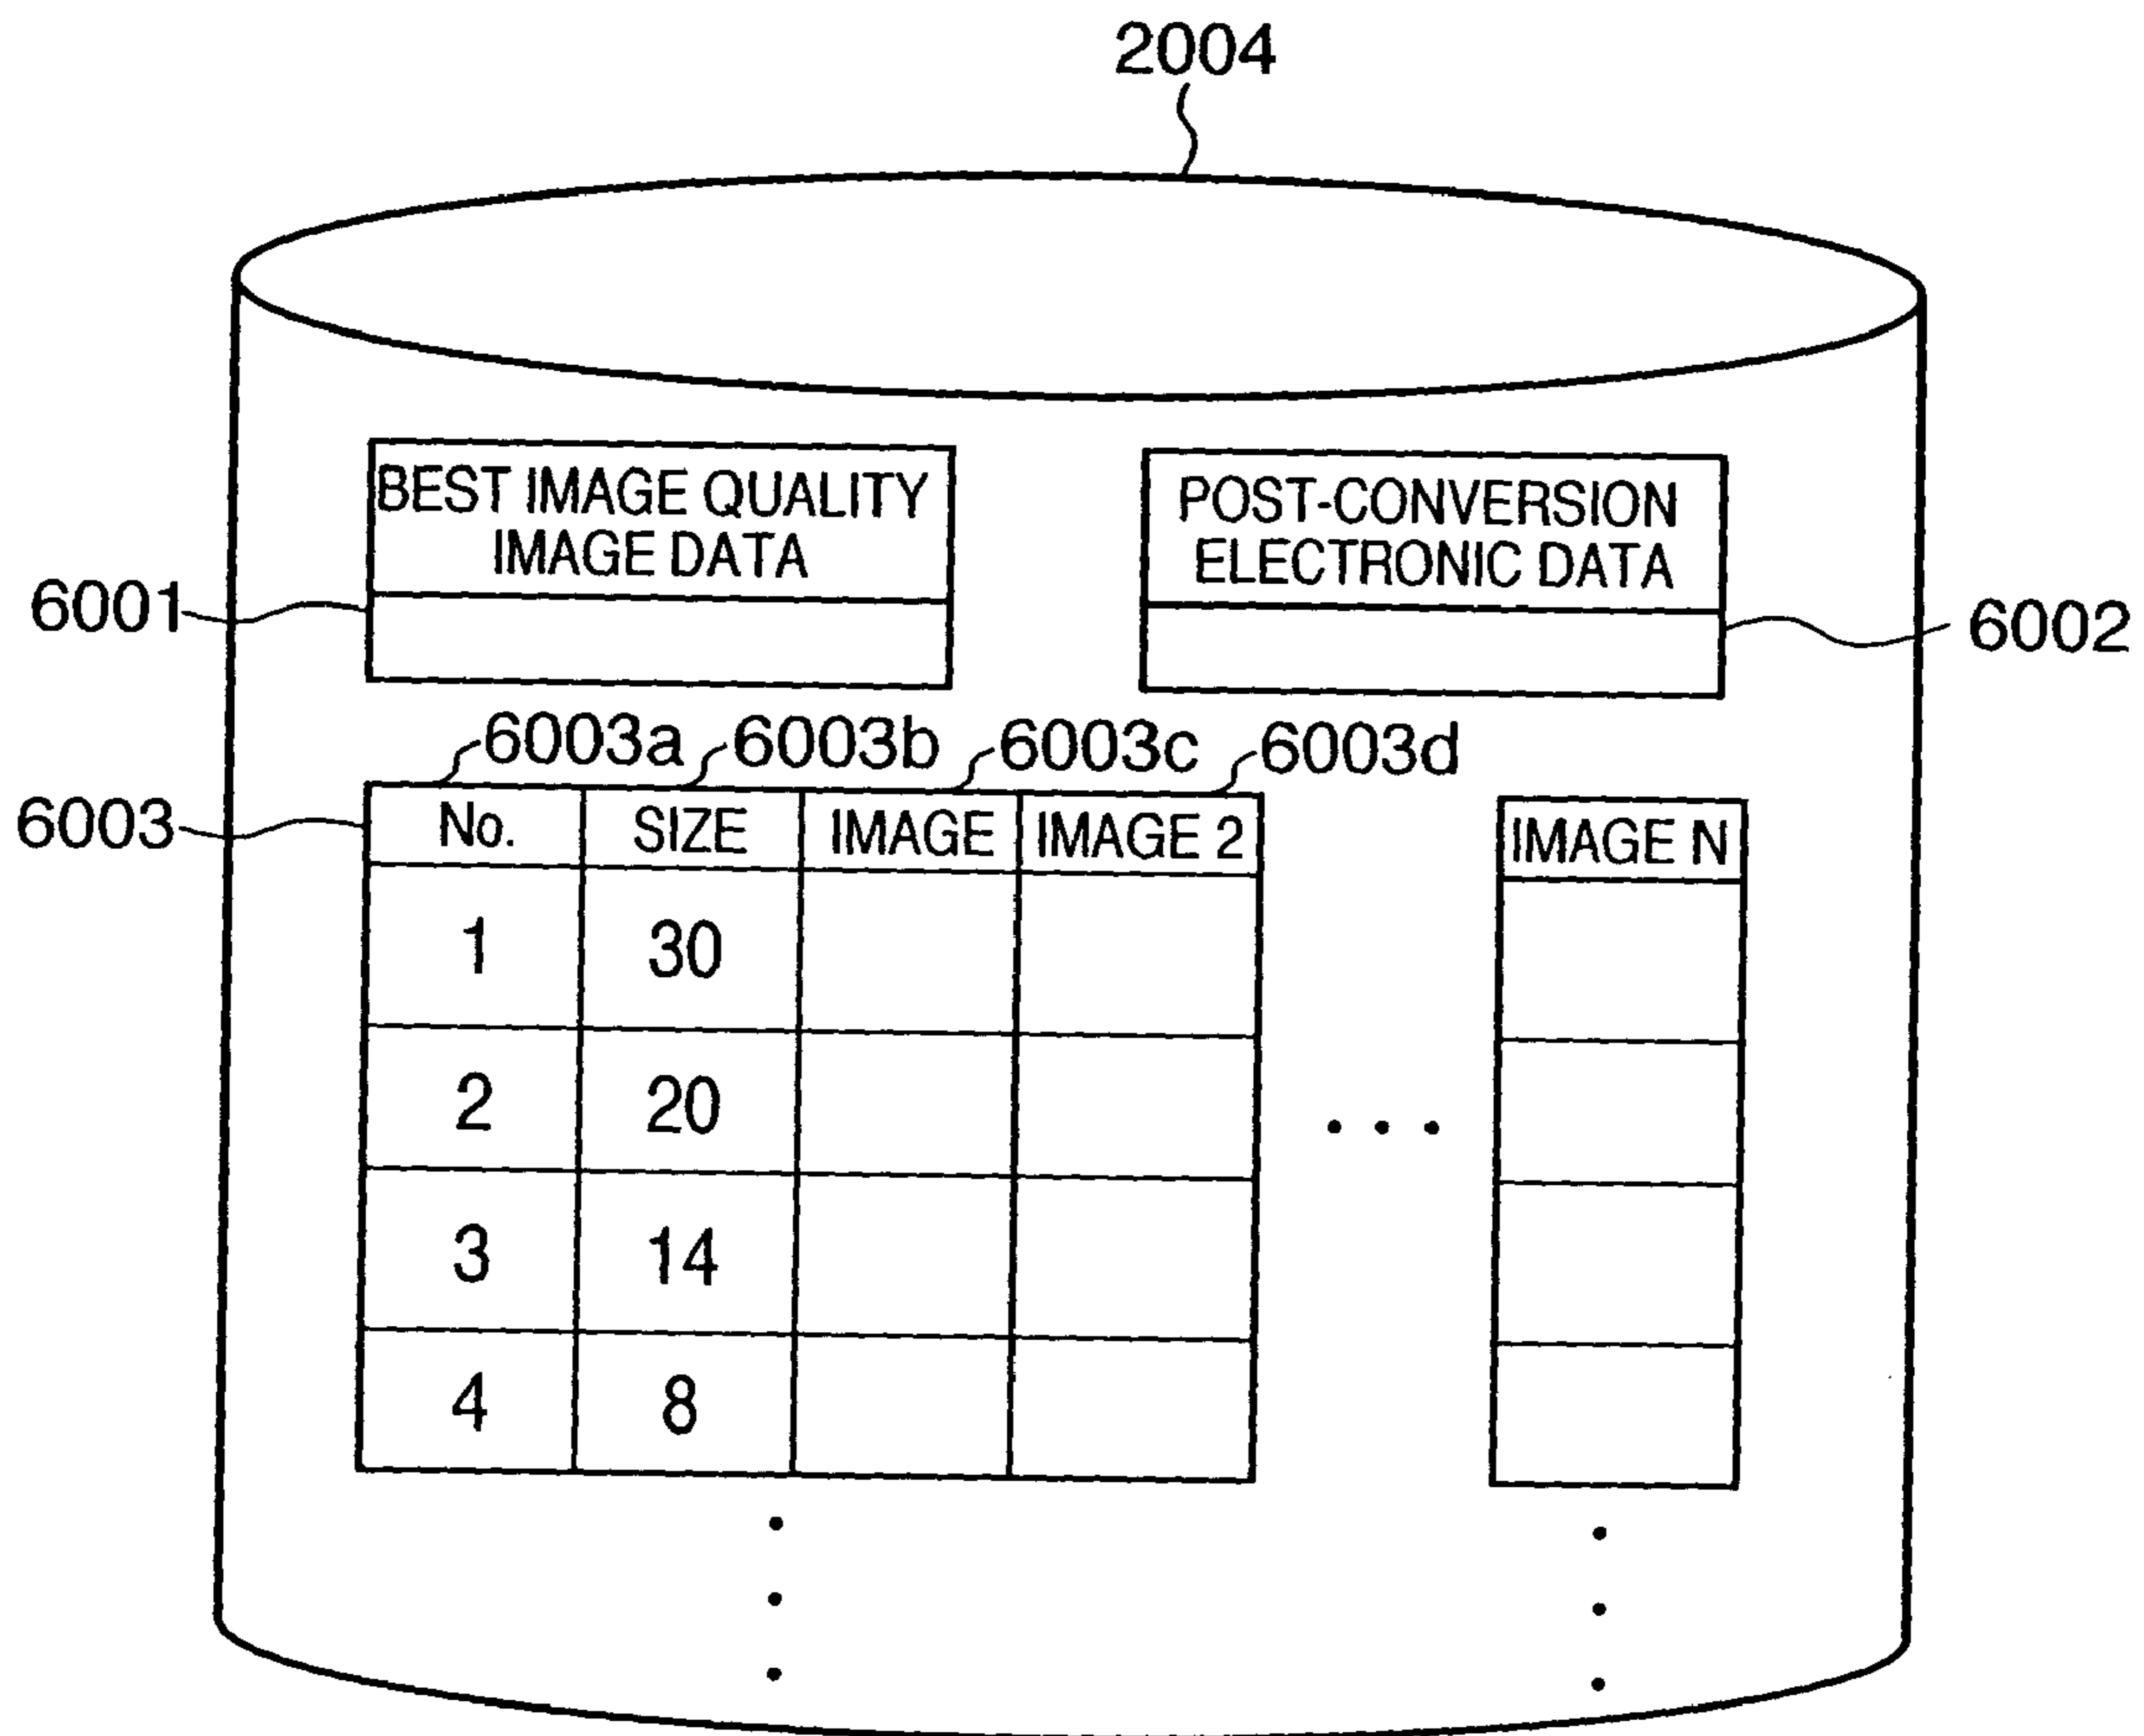 2004
BEST IMAGE QUALITY
IMAGE DATA
POST-CONVERSION
ELECTRONIC DATA
6001
6002
6003a 6003b 6003c 6003d
6003
No. SIZE IMAGE IMAGE 2 IMAGE N
1 30
2 20
3 14
4 8